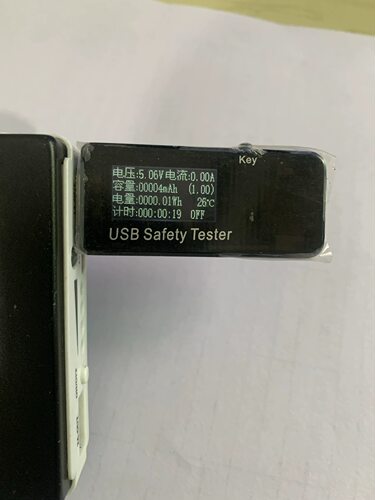 Key
电压:5.06V电流:0.00A
容量:00004mAh (1.00)
电量:0000.01Wh 26℃
计时:000:00:19 OFF
USB Safety Tester